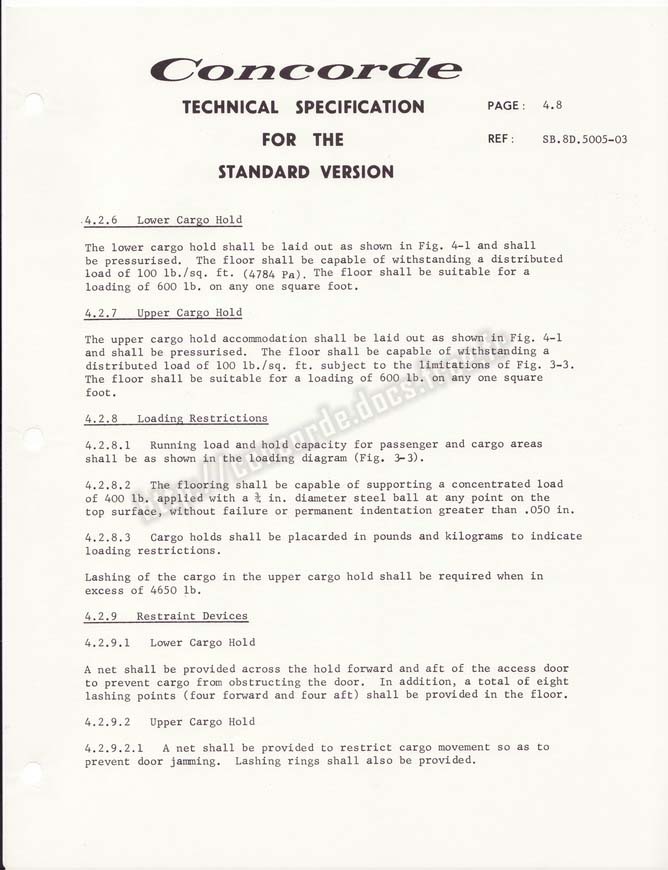 Concorde
TECHNICAL SPECIFICATION
FOR THE
STANDARD VERSION
PAGE: 4.8
REF: SB.8D.5005-03
4.2.6 Lower Cargo Hold
The lower cargo hold shall be laid out as shown in Fig. 4-1 and shall
be pressurised. The floor shall be capable of withstanding a distributed
load of 100 lb./sq. ft. (4784 Pa). The floor shall be suitable for a
loading of 600 lb. on any one square foot.
4.2.7 Upper Cargo Hold
The upper cargo hold accommodation shall be laid out as shown in Fig. 4-1
and shall be pressurised. The floor shall be capable of withstanding a
distributed load of 100 lb./sq. ft. subject to the limitations of Fig. 3-3.
The floor shall be suitable for a loading of 600 lb. on any one square
foot.
4.2.8 Loading Restrictions
4.2.8.1 Running load and hold capacity for passenger and cargo areas
shall be as shown in the loading diagram (Fig. 3-3).
4.2.8.2 The flooring shall be capable of supporting a concentrated load
of 400 lb. applied with a ¾ in. diameter steel ball at any point on the
top surface, without failure or permanent indentation greater than .050 in.
4.2.8.3 Cargo holds shall be placarded in pounds and kilograms to indicate
loading restrictions.
Lashing of the cargo in the upper cargo hold shall be required when in
excess of 4650 lb.
4.2.9 Restraint Devices
4.2.9.1 Lower Cargo Hold
A net shall be provided across the hold forward and aft of the access door
to prevent cargo from obstructing the door. In addition, a total of eight
lashing points (four forward and four aft) shall be provided in the floor.
4.2.9.2 Upper Cargo Hold
4.2.9.2.1 A net shall be provided to restrict cargo movement so as to
prevent door jamming. Lashing rings shall also be provided.